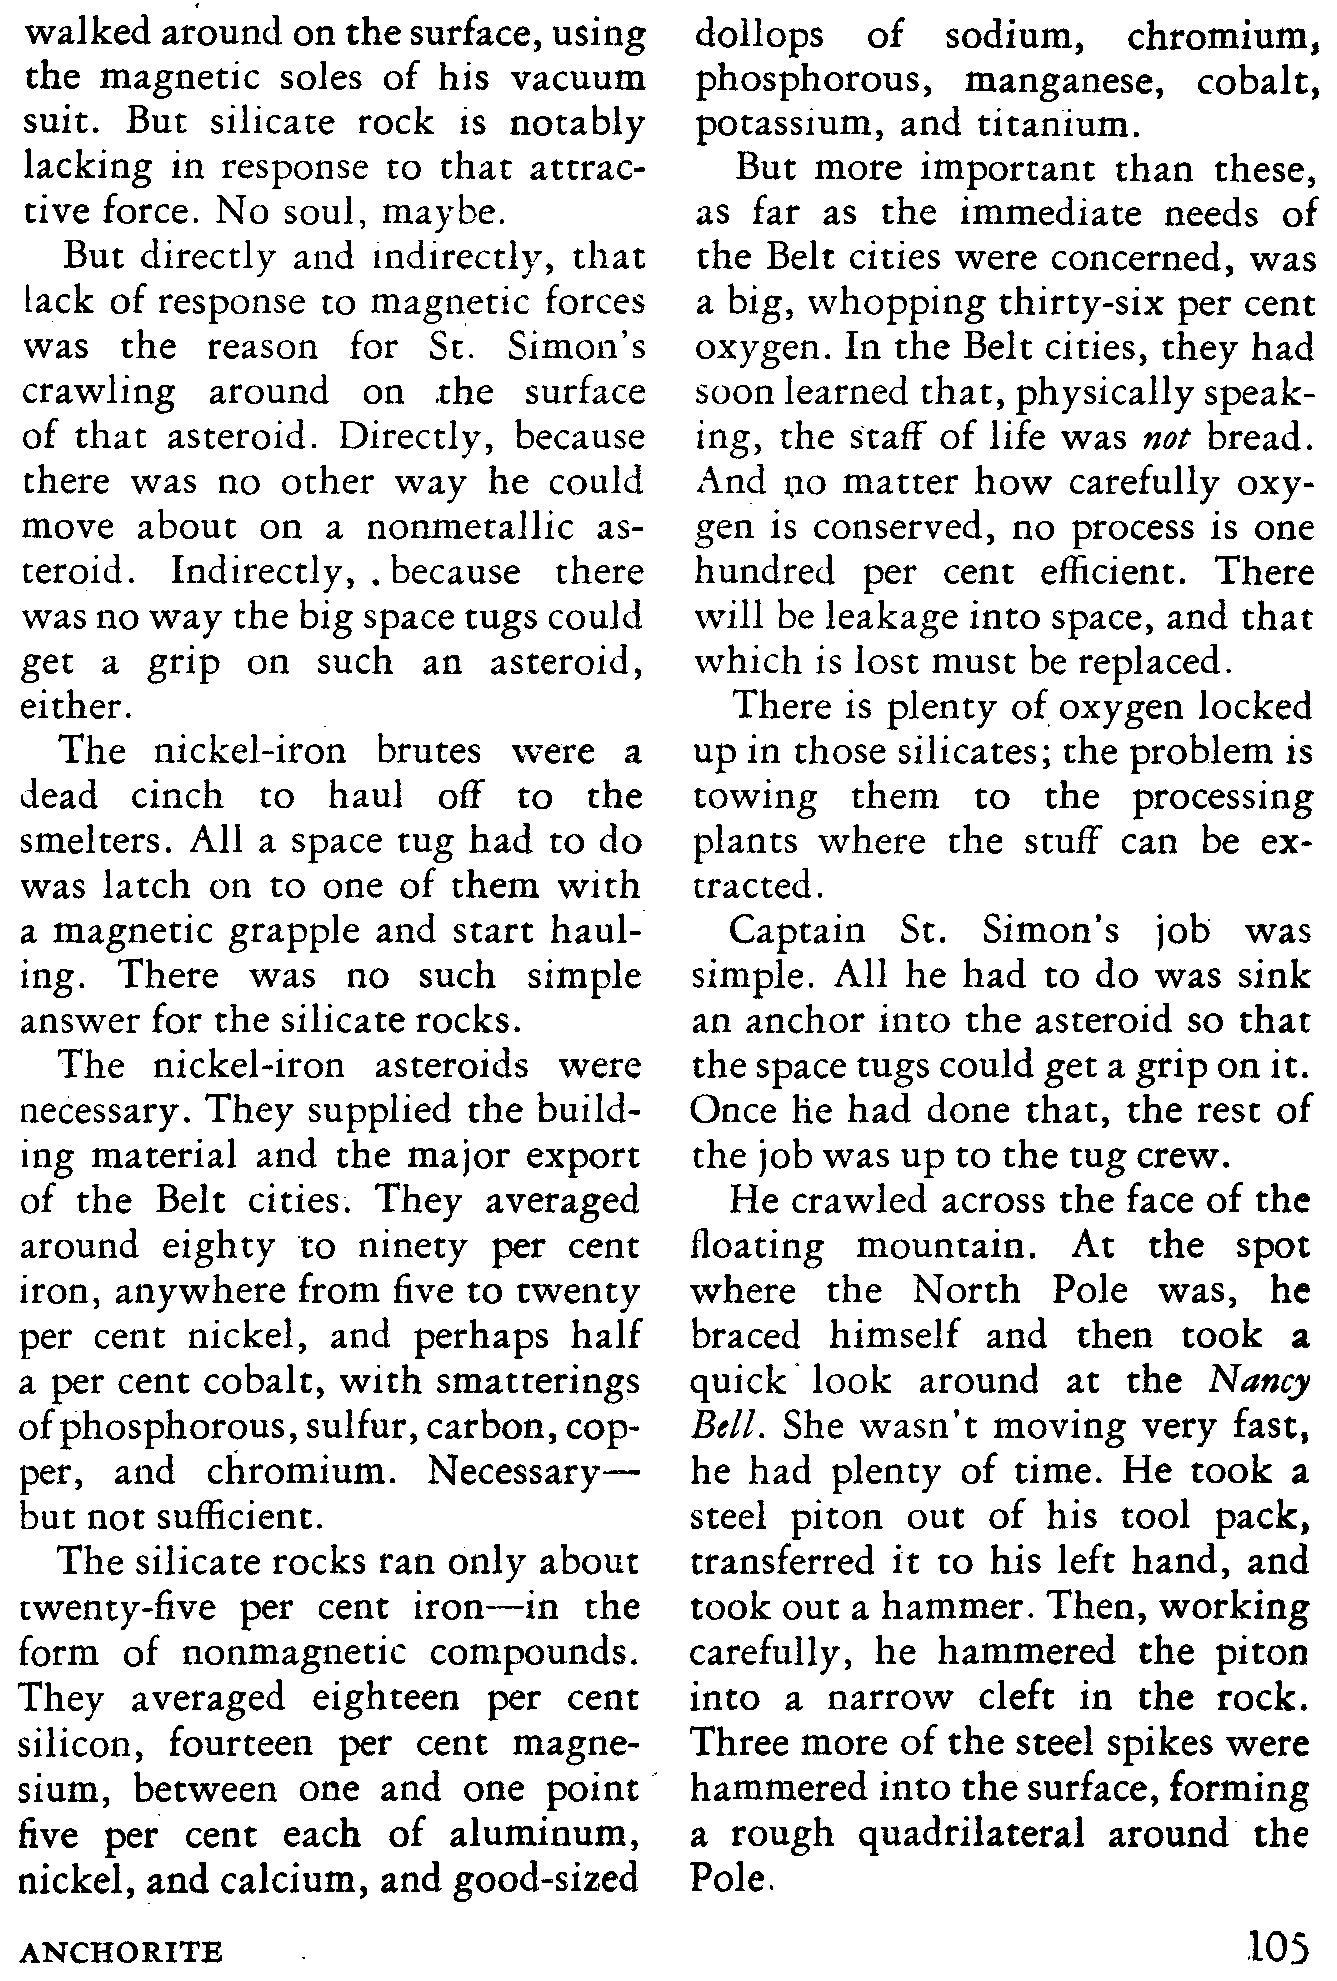 walked around on the surface, using
the magnetic soles of his vacuum
suit. But silicate rock is notably
lacking in response to that attrac-
tive force. No soul, maybe.
But directly and indirectly, that
lack of response to magnetic forces
was the reason for St. Simon's
crawling around on the surface
of that asteroid. Directly, because
there was no other way he could
move about on a nonmetallic as-
teroid. Indirectly, because there
was no way the big space tugs could
get a grip on such an asteroid,
either.
The nickel-iron brutes were a
dead cinch to haul off to the
smelters. All a space tug had to do
was latch on to one of them with
a magnetic grapple and start haul-
ing. There was no such simple
answer for the silicate rocks.
The nickel-iron asteroids were
necessary. They supplied the build-
ing material and the major export
of the Belt cities. They averaged
around eighty to ninety per cent
iron, anywhere from five to twenty
per cent nickel, and perhaps half
a per cent cobalt, with smatterings
of phosphorous, sulfur, carbon, cop-
per, and chromium. Necessary—
but not sufficient.
The silicate rocks ran only about
twenty-five per cent iron—in the
form of nonmagnetic compounds.
They averaged eighteen per cent
silicon, fourteen per cent magne-
sium, between one and one point
five per cent each of aluminum,
nickel, and calcium, and good-sized
dollops of sodium, chromium,
phosphorous, manganese, cobalt,
potassium, and titanium.
But more important than these,
as far as the immediate needs of
the Belt cities were concerned, was
a big, whopping thirty-six per cent
oxygen. In the Belt cities, they had
soon learned that, physically speak-
ing, the staff of life was not bread.
And no matter how carefully oxy-
gen is conserved, no process is one
hundred per cent efficient. There
will be leakage into space, and that
which is lost must be replaced.
There is plenty of oxygen locked
up in those silicates; the problem is
towing them to the processing
plants where the stuff can be ex-
tracted.
Captain St. Simon's job was
simple. All he had to do was sink
an anchor into the asteroid so that
the space tugs could get a grip on it.
Once he had done that, the rest of
the job was up to the tug crew.
He crawled across the face of the
floating mountain. At the spot
where the North Pole was, he
braced himself and then took a
quick look around at the Nancy
Bell. She wasn't moving very fast,
he had plenty of time. He took a
steel piton out of his tool pack,
transferred it to his left hand, and
took out a hammer. Then, working
carefully, he hammered the piton
into a narrow cleft in the rock.
Three more of the steel spikes were
hammered into the surface, forming
a rough quadrilateral around the
Pole.
ANCHORITE
105